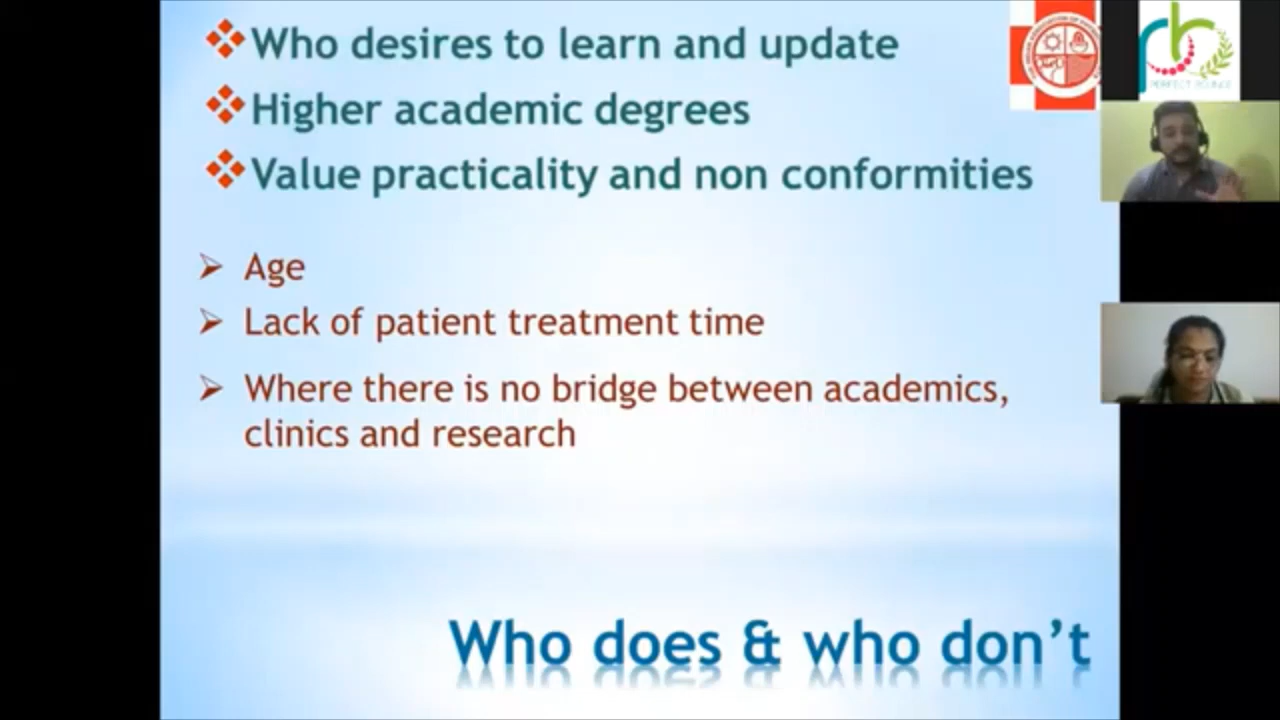 Who desires to learn and update
Higher academic degrees
Value practicality and non conformities
Age
Lack of patient treatment time
Where there is no bridge between academics,
clinics and research
Who does & who don't